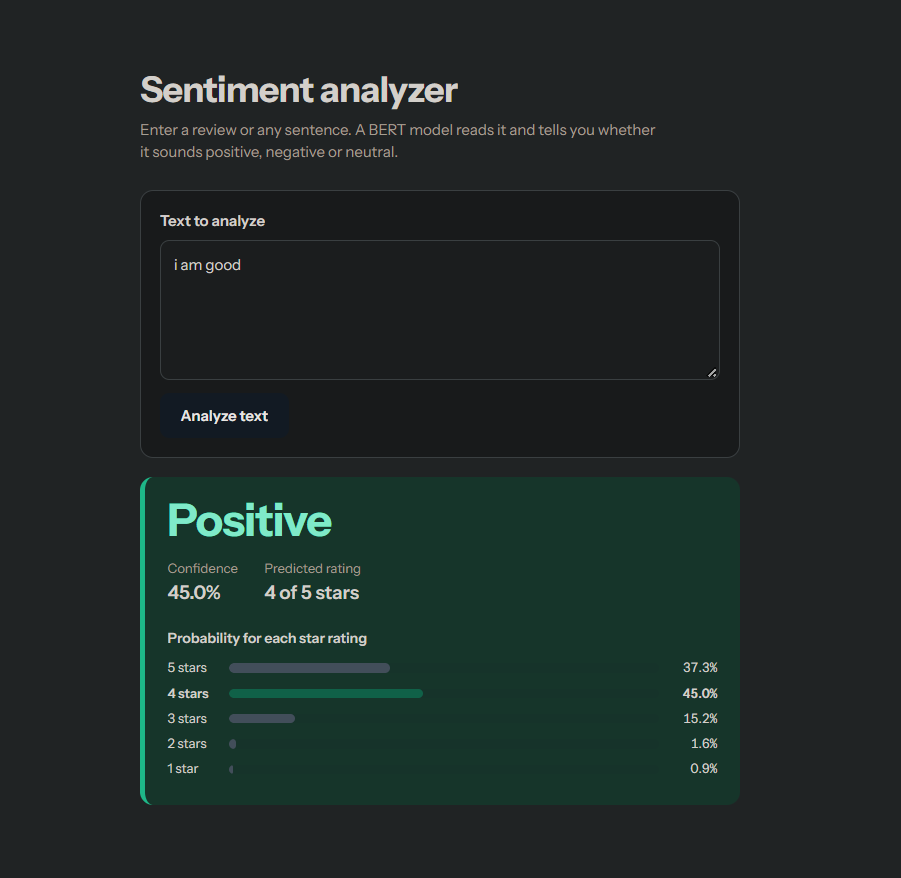 Sentiment analyzer
Enter a review or any sentence. A BERT model reads it and tells you whether
it sounds positive, negative or neutral.
Text to analyze
i am good
Analyze text
Positive
Confidence Predicted rating
45.0% 4 of 5 stars
Probability for each star rating
5 stars 37.3%
4 stars 45.0%
3 stars 15.2%
2 stars 1.6%
1 star 0.9%